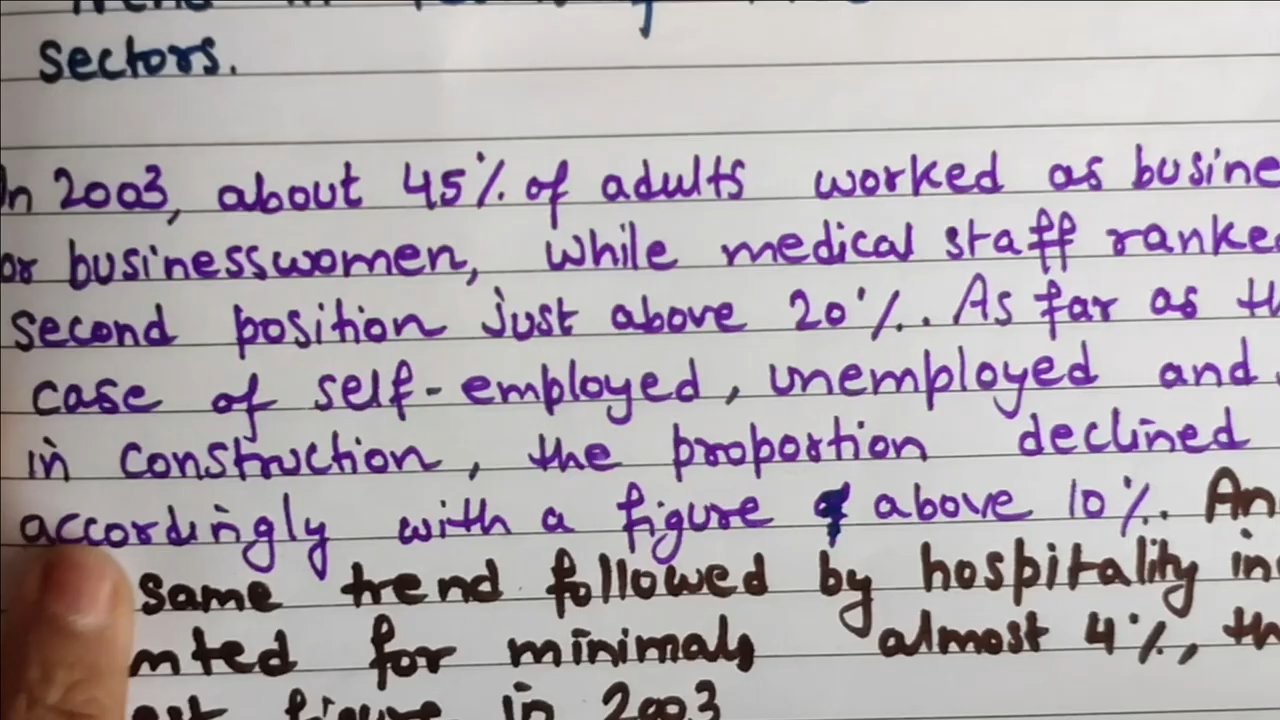 sectors.
In 2003, about 45% of adults worked as busine
or businesswomen, while medical staff ranke
second position just above 20%. As far as th
case of self-employed, unemployed and
in construction, the proportion declined
accordingly with a figure above 10%. An
same trend followed by hospitality in
nted for minimals almost 4%, th
figure in 2003